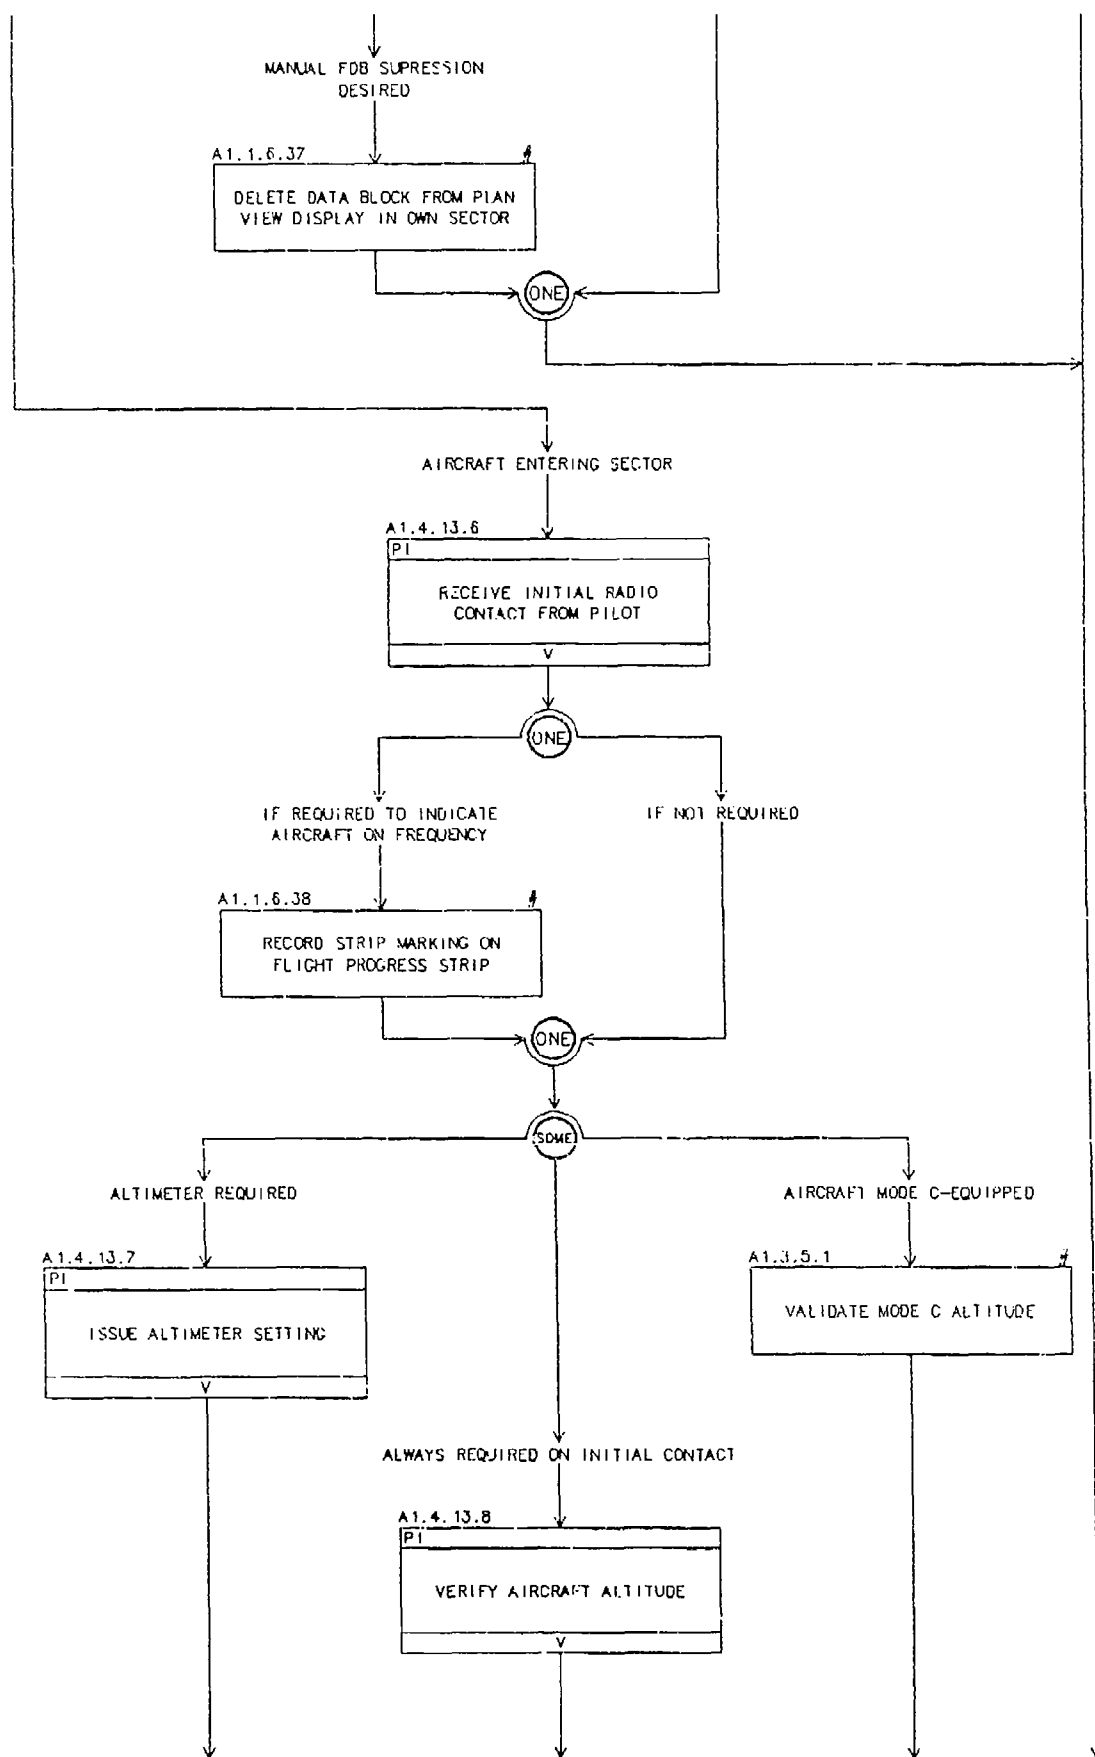 MANUAL FDB SUPRESSION
DESIRED
A1.1.6.37
#
DELETE DATA BLOCK FROM PLAN
VIEW DISPLAY IN OWN SECTOR
ONE
AIRCRAFT ENTERING SECTOR
A1.4.13.6
PI
RECEIVE INITIAL RADIO
CONTACT FROM PILOT
V
ONE
IF REQUIRED TO INDICATE
AIRCRAFT ON FREQUENCY
IF NOT REQUIRED
A1.1.6.38
#
RECORD STRIP MARKING ON
FLIGHT PROGRESS STRIP
ONE
SOME
ALTIMETER REQUIRED
AIRCRAFT MODE C-EQUIPPED
A1.4.13.7
PI
ISSUE ALTIMETER SETTING
V
A1.3.5.1
#
VALIDATE MODE C ALTITUDE
ALWAYS REQUIRED ON INITIAL CONTACT
A1.4.13.8
PI
VERIFY AIRCRAFT ALTITUDE
V